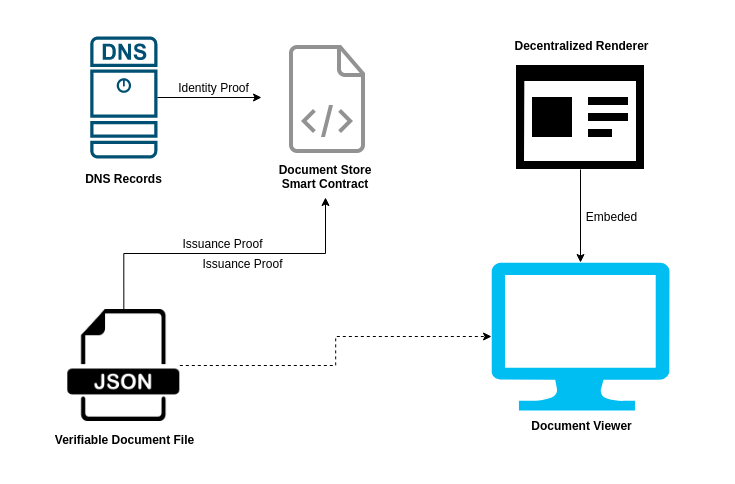 Decentralized Renderer
DNS
Identity Proof
DNS Records
</>
Document Store
Smart Contract
Embeded
Issuance Proof
Issuance Proof
JSON
Verifiable Document File
Document Viewer